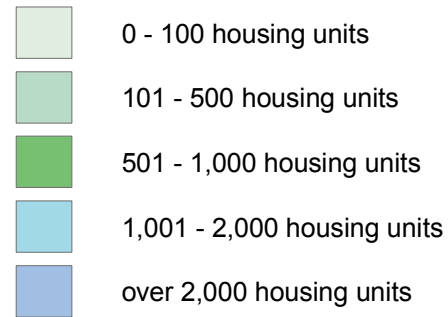 0 - 100 housing units
101 - 500 housing units
501 - 1,000 housing units
1,001 - 2,000 housing units
over 2,000 housing units